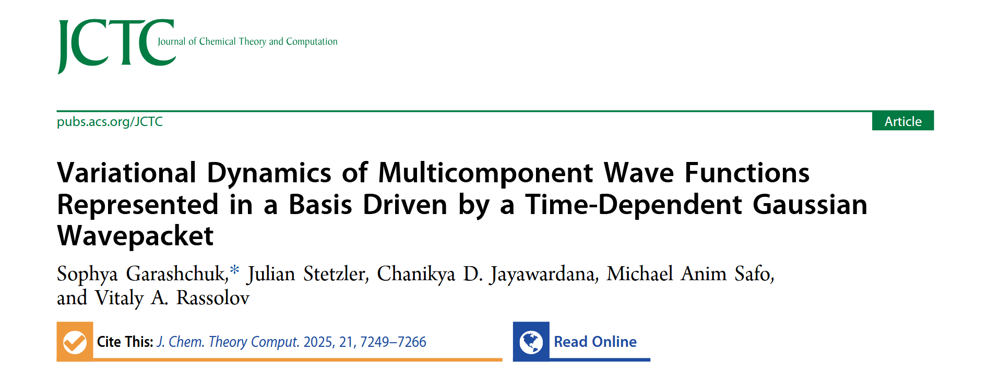 JCTC Journal of Chemical Theory and Computation
pubs.acs.org/JCTC Article
Variational Dynamics of Multicomponent Wave Functions
Represented in a Basis Driven by a Time-Dependent Gaussian
Wavepacket
Sophya Garashchuk,* Julian Stetzler, Chanikya D. Jayawardana, Michael Anim Safo,
and Vitaly A. Rassolov
Cite This: J. Chem. Theory Comput. 2025, 21, 7249–7266 Read Online